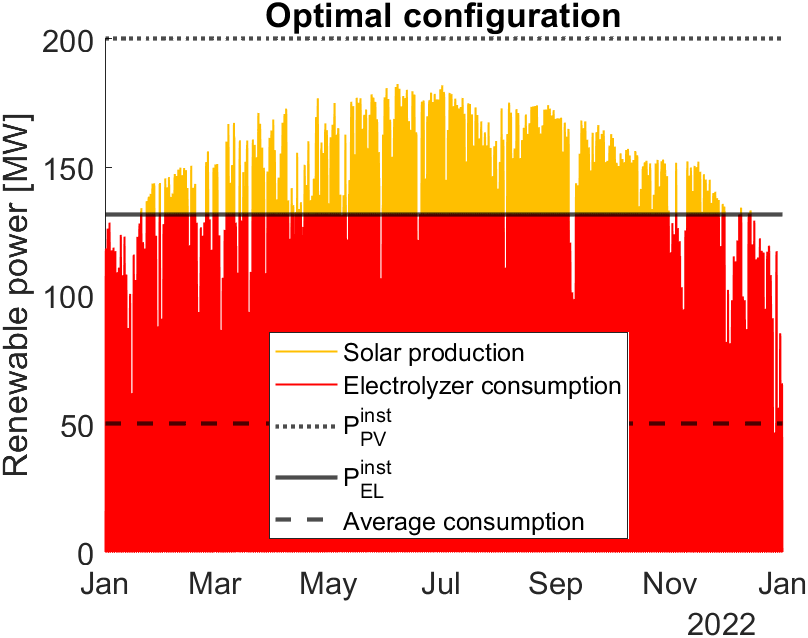 Optimal configuration
Renewable power [MW]
200
150
100
50
0
Solar production
Electrolyzer consumption
P_PV^inst
P_EL^inst
Average consumption
Jan Mar May Jul Sep Nov Jan
2022